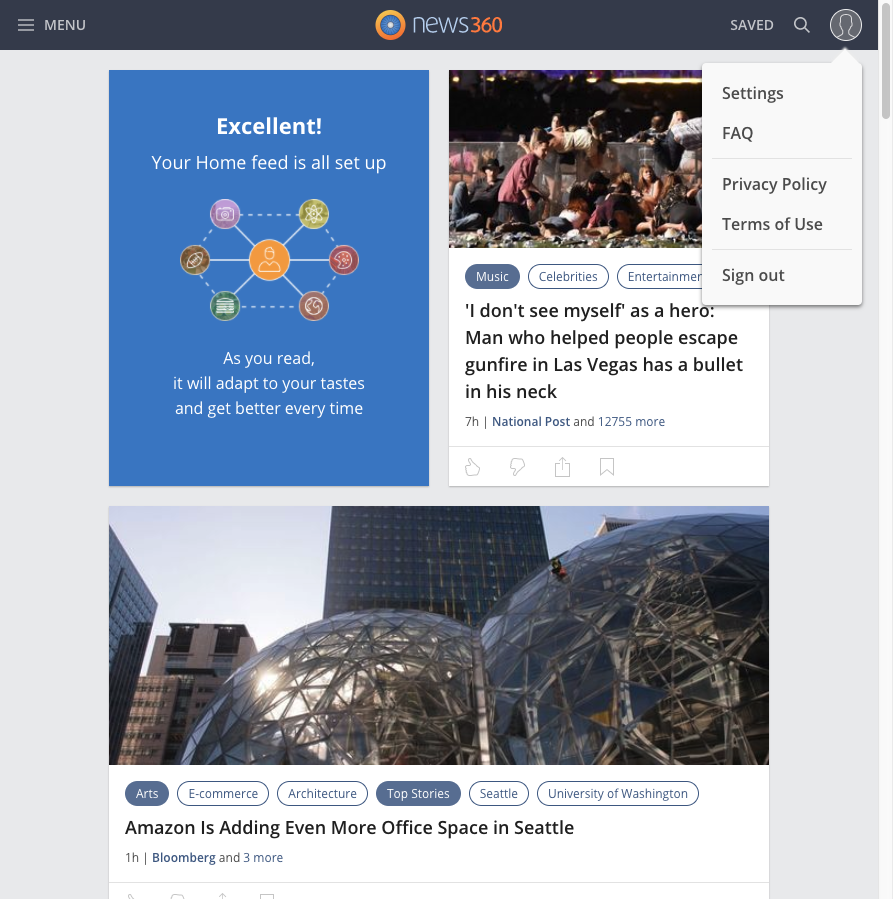 MENU
news360
SAVED
Settings
FAQ
Privacy Policy
Terms of Use
Sign out
Excellent!
Your Home feed is all set up
As you read,
it will adapt to your tastes
and get better every time
Music
Celebrities
'I don't see myself' as a hero:
Man who helped people escape
gunfire in Las Vegas has a bullet
in his neck
7h | National Post and 12755 more
Arts
E-commerce
Architecture
Top Stories
Seattle
University of Washington
Amazon Is Adding Even More Office Space in Seattle
1h | Bloomberg and 3 more